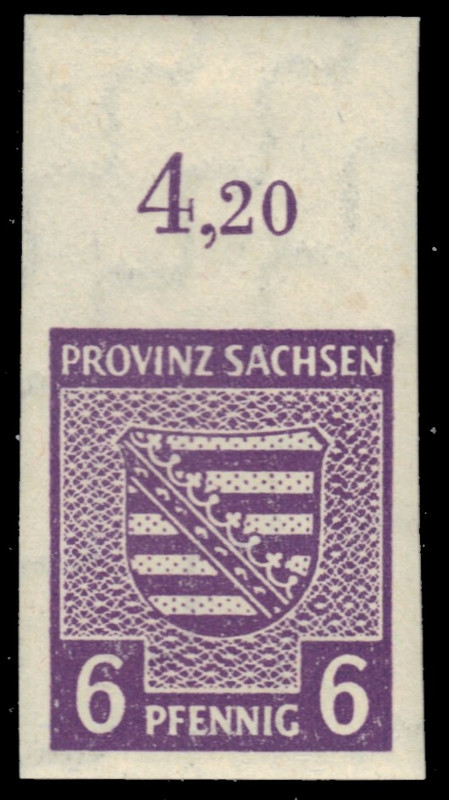 4,20
PROVINZ SACHSEN
6 PFENNIG 6